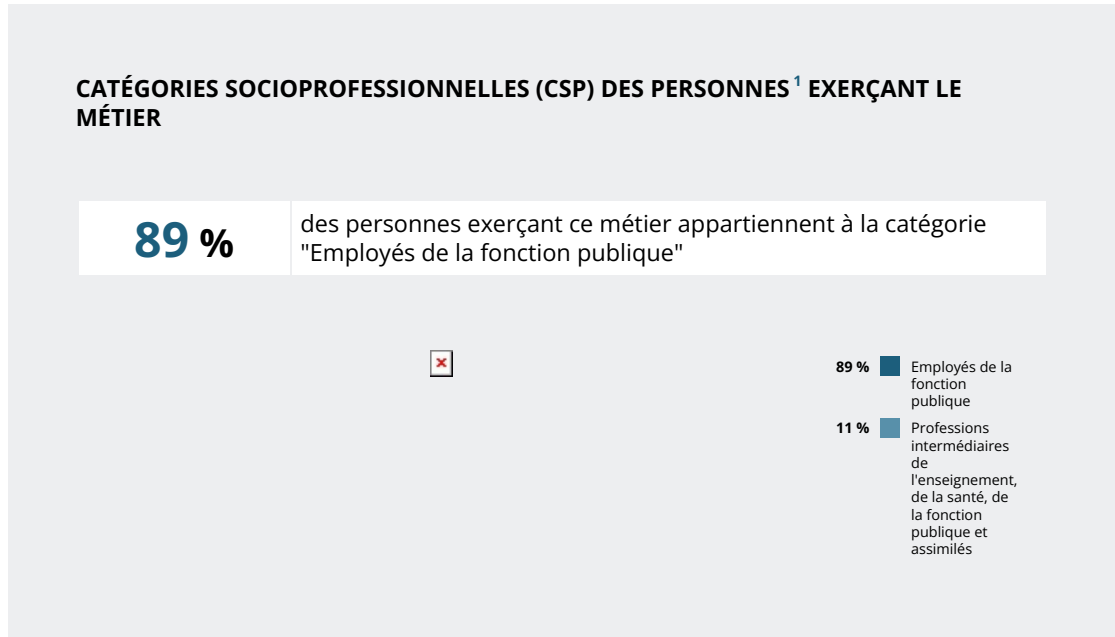 CATÉGORIES SOCIOPROFESSIONNELLES (CSP) DES PERSONNES 1 EXERÇANT LE
MÉTIER
89 %
des personnes exerçant ce métier appartiennent à la catégorie
"Employés de la fonction publique"
89 %
Employés de la
fonction
publique
11 %
Professions
intermédiaires
de
l'enseignement,
de la santé, de
la fonction
publique et
assimilés